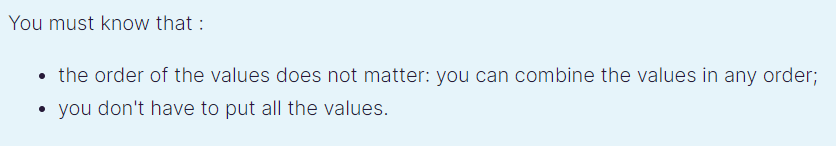 You must know that :
• the order of the values does not matter: you can combine the values in any order;
• you don't have to put all the values.